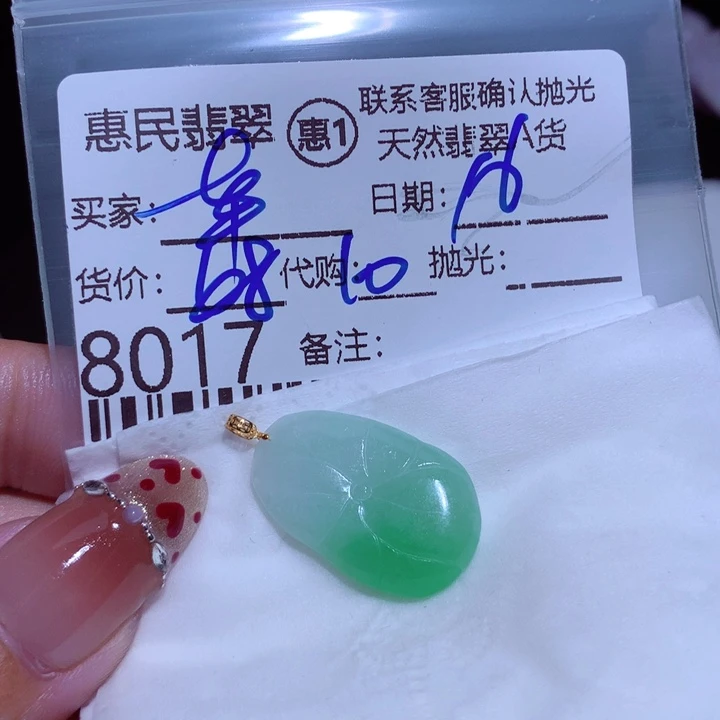 惠民翡翠 惠1 联系客服确认抛光
天然翡翠A货
买家: 日期:
货价: 代购: 10 抛光:
8017 备注: